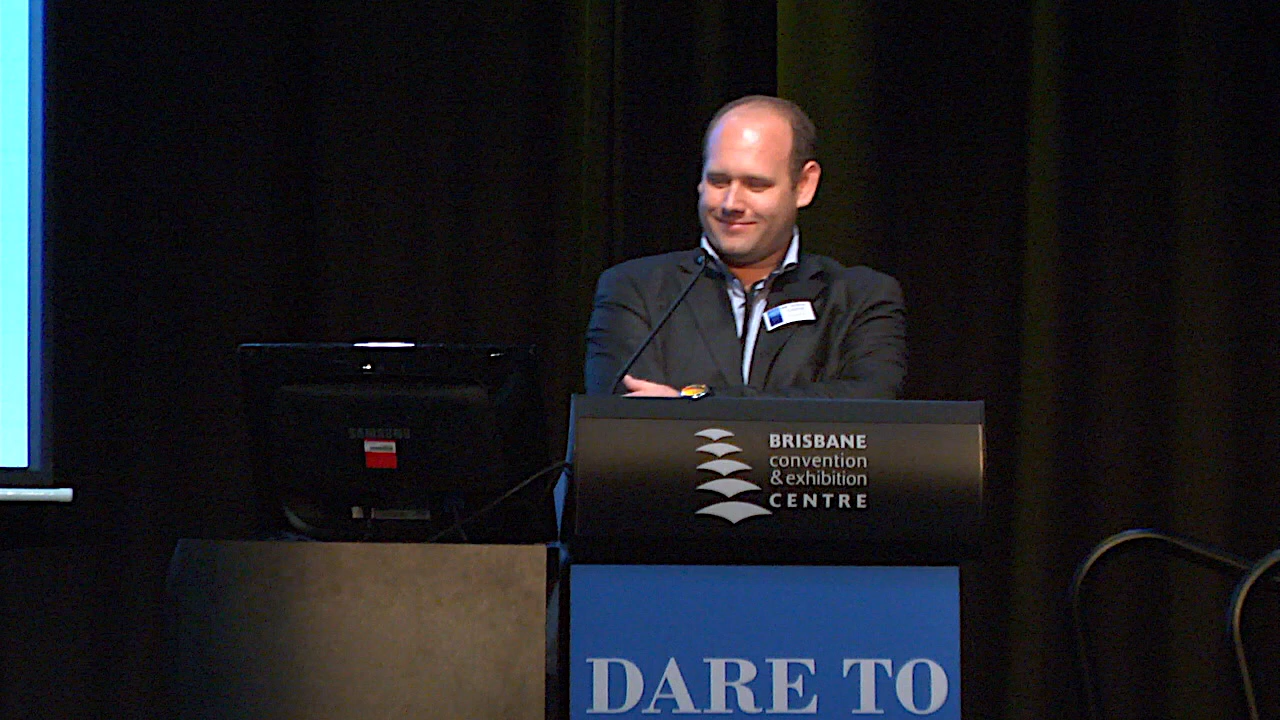 SAMSUNG
BRISBANE
convention
& exhibition
CENTRE
DARE TO